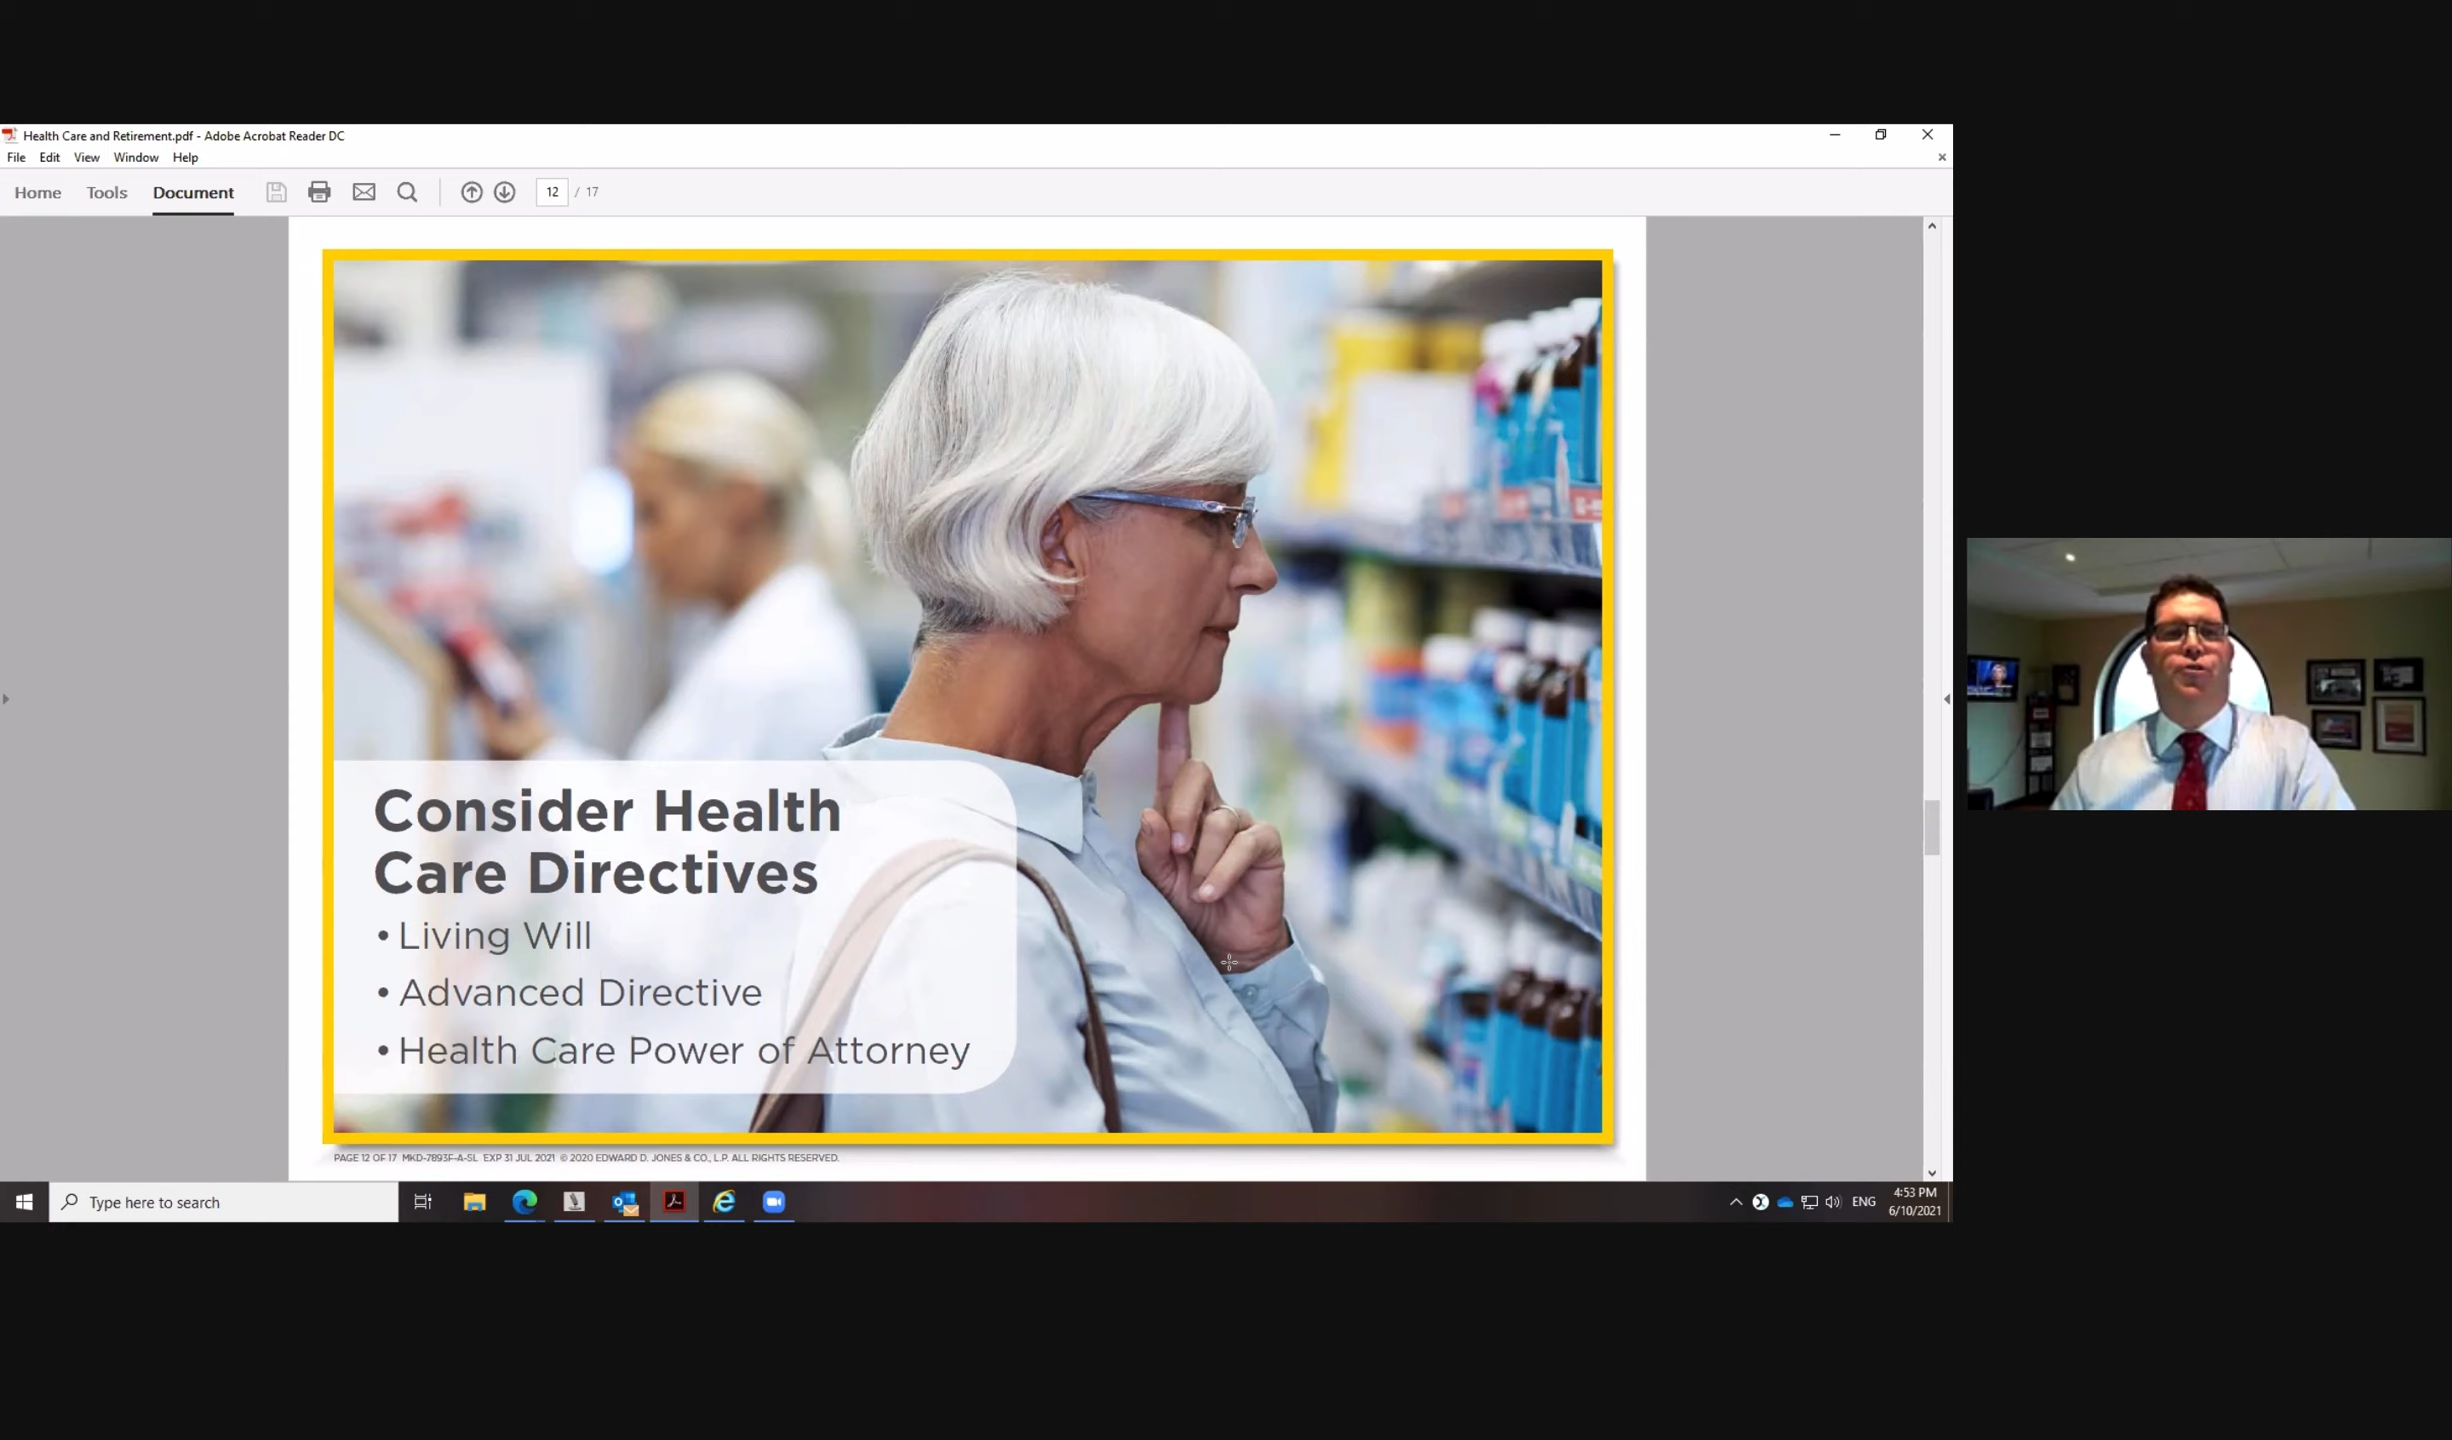 Health Care and Retirement.pdf - Adobe Acrobat Reader DC
File Edit View Window Help
Home Tools Document 12 / 17
Consider Health
Care Directives
• Living Will
• Advanced Directive
• Health Care Power of Attorney
PAGE 12 OF 17 MKD-7893F-A-SL EXP 31 JUL 2021 © 2020 EDWARD D. JONES & CO., L.P. ALL RIGHTS RESERVED.
Type here to search
ENG
4:53 PM
6/10/2021